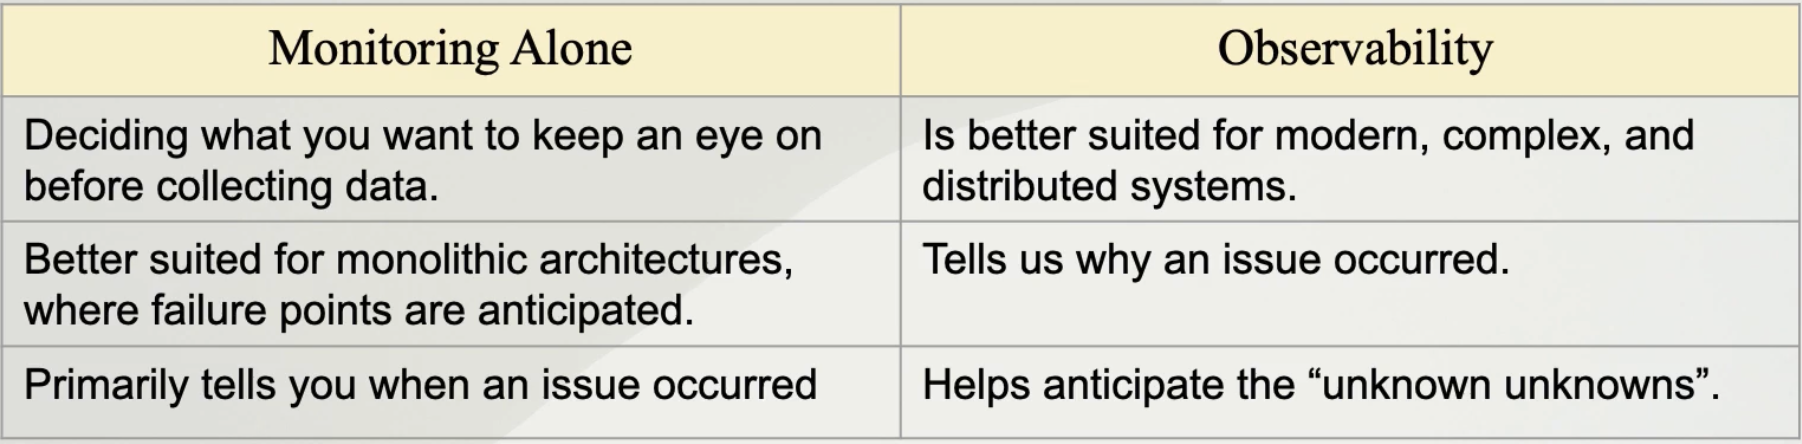 Monitoring Alone
Observability
Deciding what you want to keep an eye on
before collecting data.
Is better suited for modern, complex, and
distributed systems.
Better suited for monolithic architectures,
where failure points are anticipated.
Tells us why an issue occurred.
Primarily tells you when an issue occurred
Helps anticipate the “unknown unknowns”.